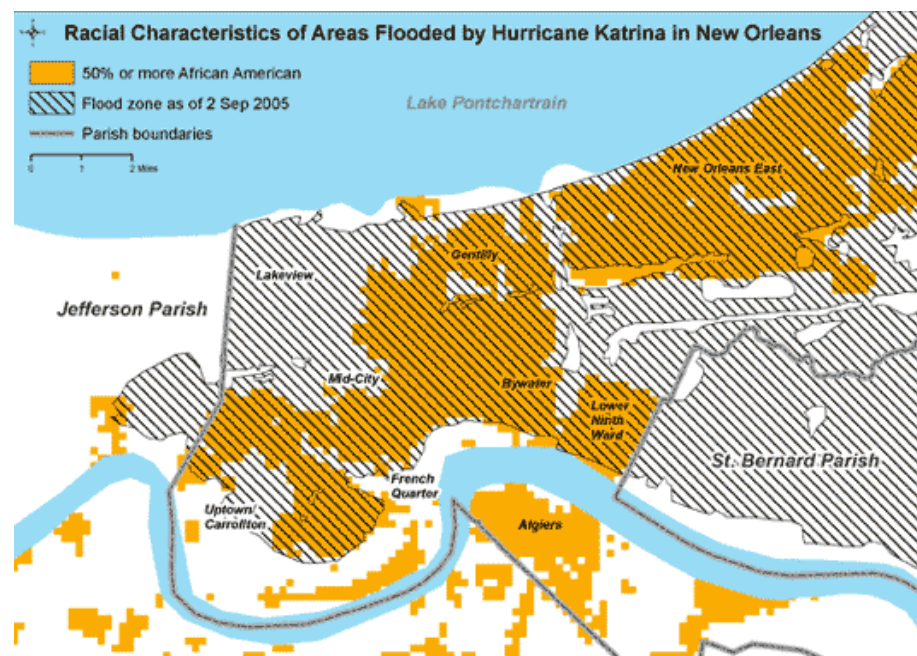 Racial Characteristics of Areas Flooded by Hurricane Katrina in New Orleans
50% or more African American
Flood zone as of 2 Sep 2005
Parish boundaries
0 1 2 Miles
Lake Pontchartrain
New Orleans East
Gentilly
Lakeview
Jefferson Parish
Mid-City
Bywater
Lower
Ninth
Ward
St. Bernard Parish
French
Quarter
Uptown/
Carrollton
Algiers